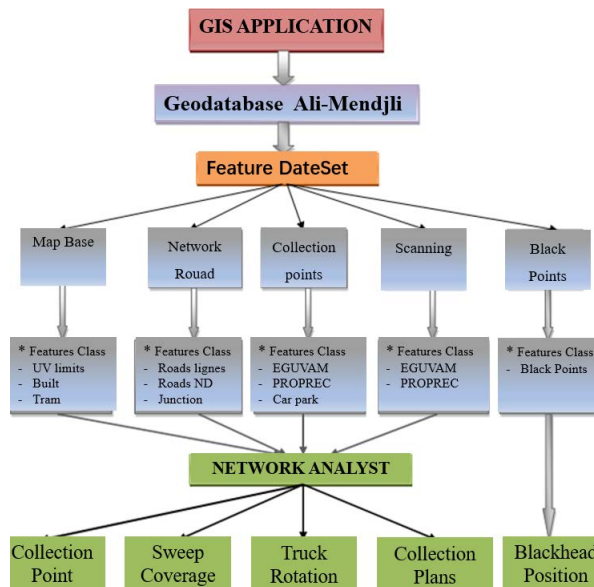 GIS APPLICATION
Geodatabase Ali-Mendjli
Feature DateSet
Map Base
Network
Rouad
Collection
points
Scanning
Black
Points
* Features Class
- UV limits
- Built
- Tram
* Features Class
- Roads lignes
- Roads ND
- Junction
* Features Class
- EGUVAM
- PROPREC
- Car park
* Features Class
- EGUVAM
- PROPREC
* Features Class
- Black Points
NETWORK ANALYST
Collection
Point
Sweep
Coverage
Truck
Rotation
Collection
Plans
Blackhead
Position